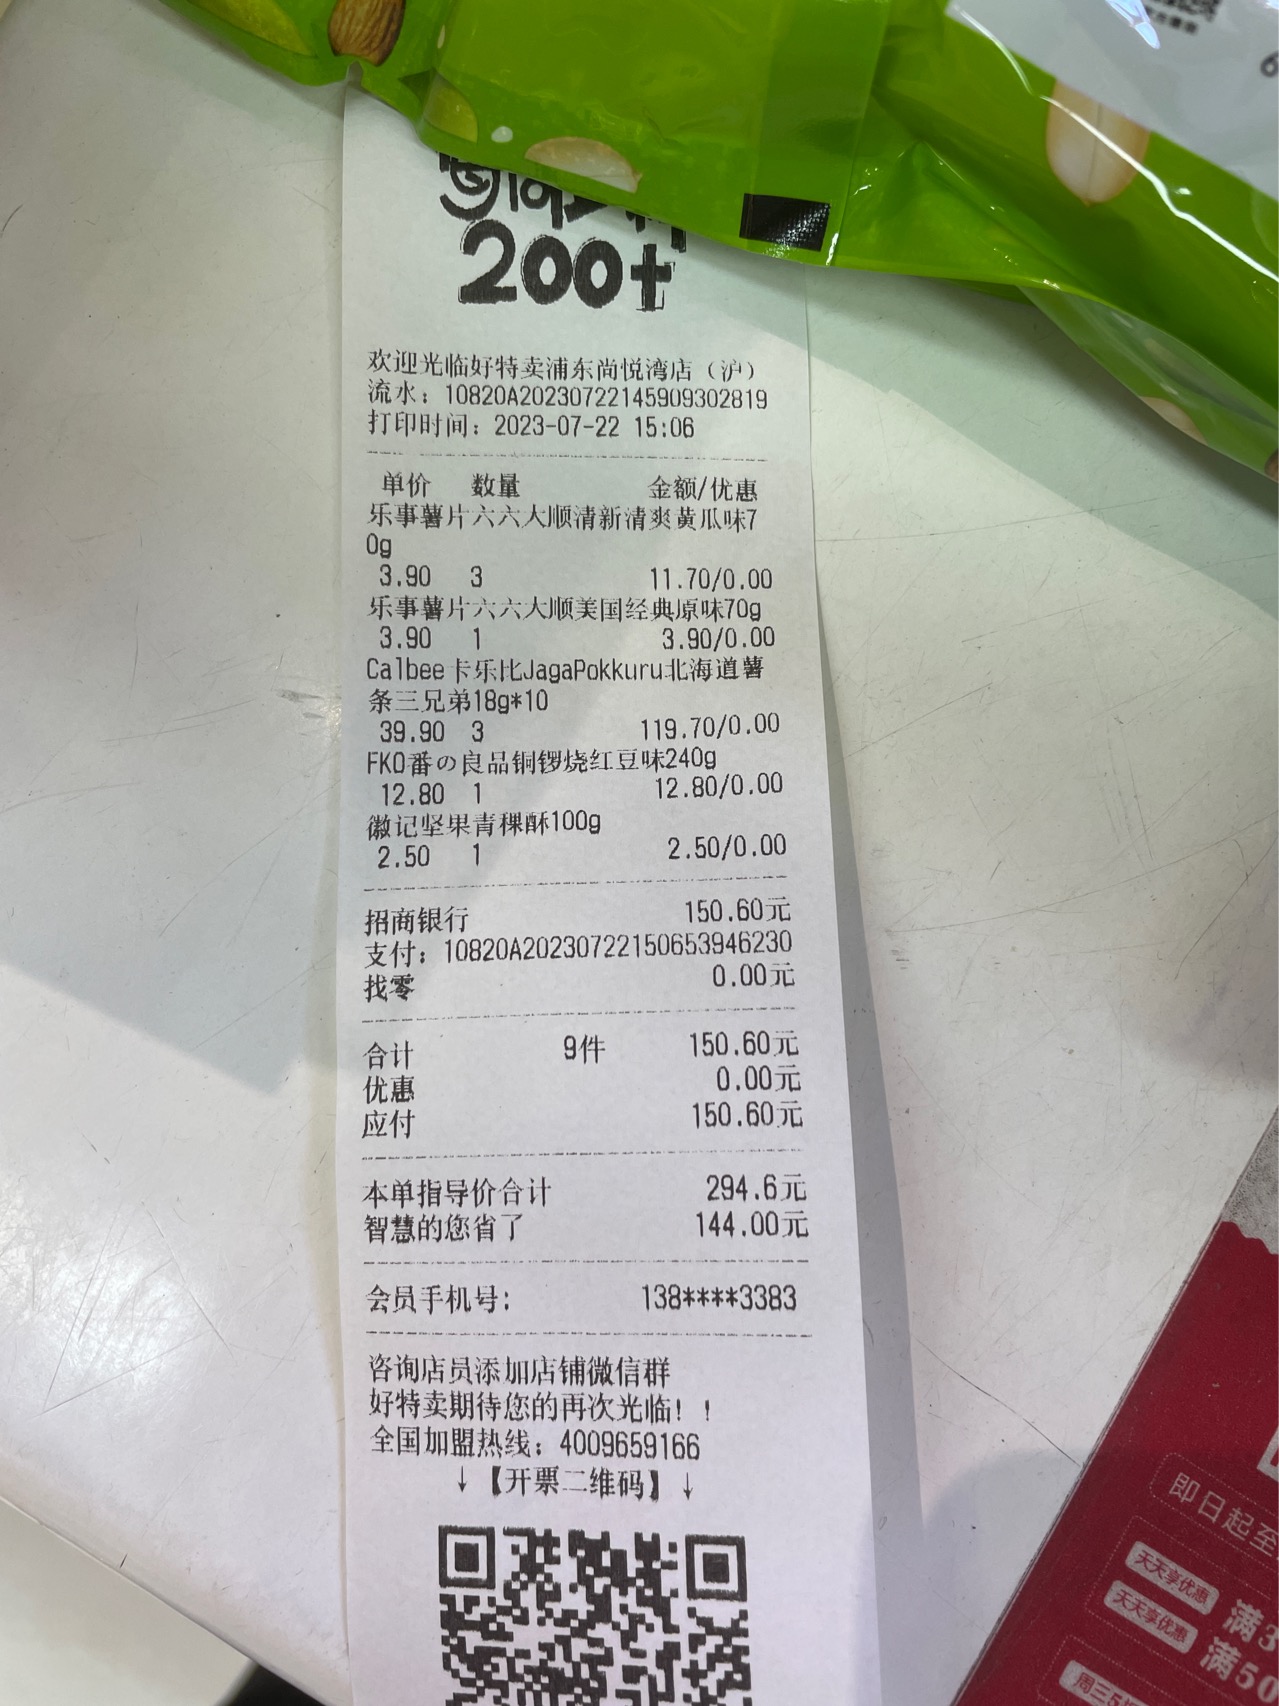 200+
欢迎光临好特卖浦东尚悦湾店（沪）
流水：10820A202307221459093028​19
打印时间：2023-07-22 15:06
单价 数量 金额/优惠
乐事薯片六六大顺清新清爽黄瓜味7
0g
3.90 3 11.70/0.00
乐事薯片六六大顺美国经典原味70g
3.90 1 3.90/0.00
Calbee卡乐比JagaPokkuru北海道薯
条三兄弟18g*10
39.90 3 119.70/0.00
FKO番の良品铜锣烧红豆味240g
12.80 1 12.80/0.00
徽记坚果青稞酥100g
2.50 1 2.50/0.00
招商银行 150.60元
支付：10820A20230722150653946230
找零 0.00元
合计 9件 150.60元
优惠 0.00元
应付 150.60元
本单指导价合计 294.6元
智慧的您省了 144.00元
会员手机号: 138****3383
咨询店员添加店铺微信群
好特卖期待您的再次光临！！
全国加盟热线：4009659166
↓【开票二维码】↓
即日起至
天天享优惠
满3
天天享优惠
满50
周三